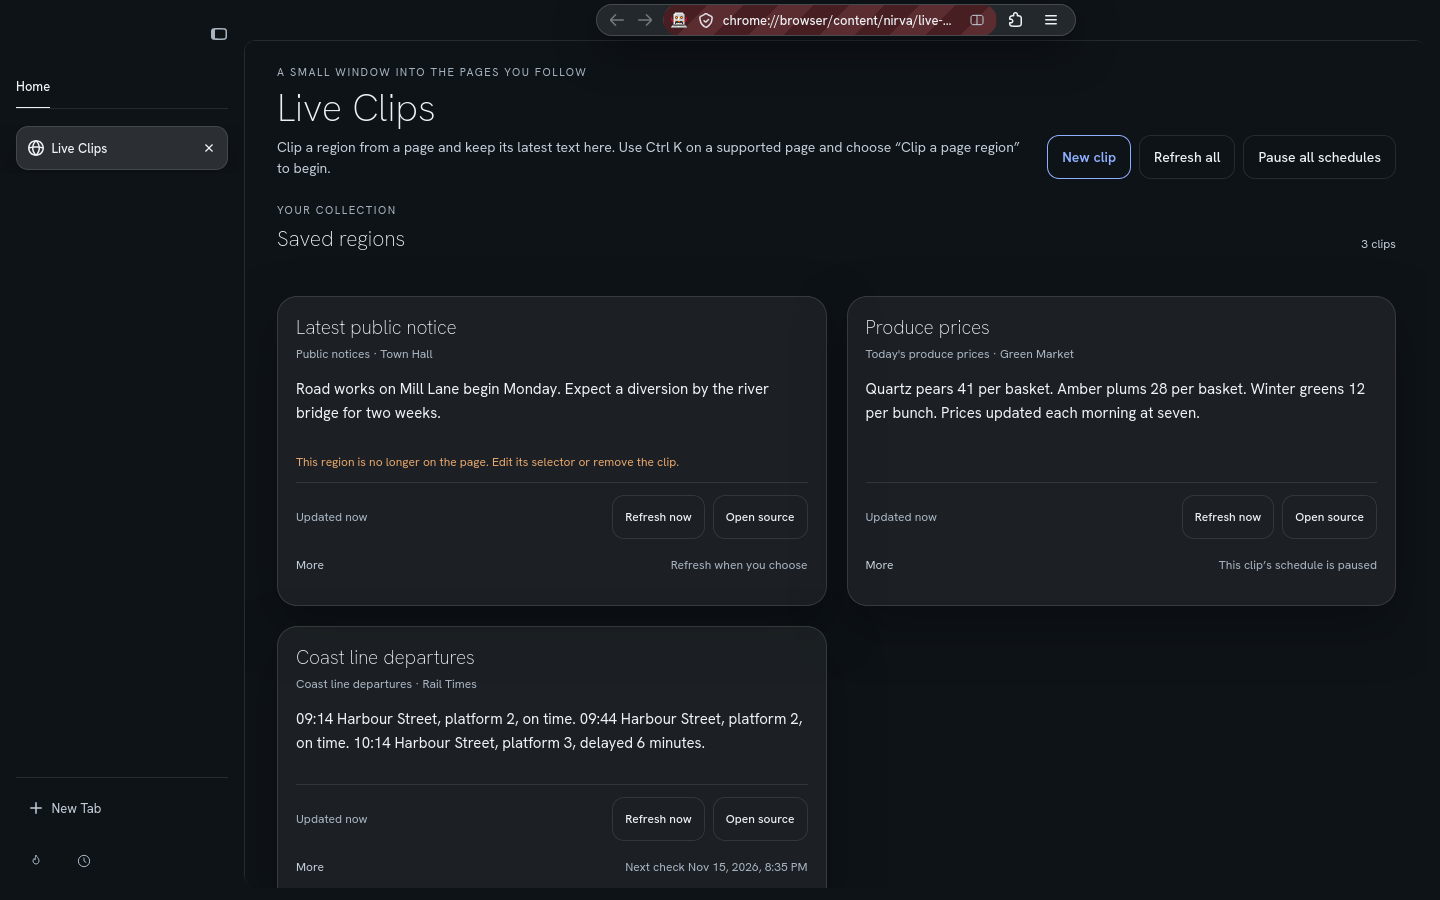 chrome://browser/content/nirva/live-…
Home
Live Clips
New Tab
A SMALL WINDOW INTO THE PAGES YOU FOLLOW
Live Clips
Clip a region from a page and keep its latest text here. Use Ctrl K on a supported page and choose “Clip a page region”
to begin.
New clip
Refresh all
Pause all schedules
YOUR COLLECTION
Saved regions
3 clips
Latest public notice
Public notices · Town Hall
Road works on Mill Lane begin Monday. Expect a diversion by the river
bridge for two weeks.
This region is no longer on the page. Edit its selector or remove the clip.
Updated now
Refresh now
Open source
More
Refresh when you choose
Produce prices
Today's produce prices · Green Market
Quartz pears 41 per basket. Amber plums 28 per basket. Winter greens 12
per bunch. Prices updated each morning at seven.
Updated now
Refresh now
Open source
More
This clip’s schedule is paused
Coast line departures
Coast line departures · Rail Times
09:14 Harbour Street, platform 2, on time. 09:44 Harbour Street, platform 2,
on time. 10:14 Harbour Street, platform 3, delayed 6 minutes.
Updated now
Refresh now
Open source
More
Next check Nov 15, 2026, 8:35 PM